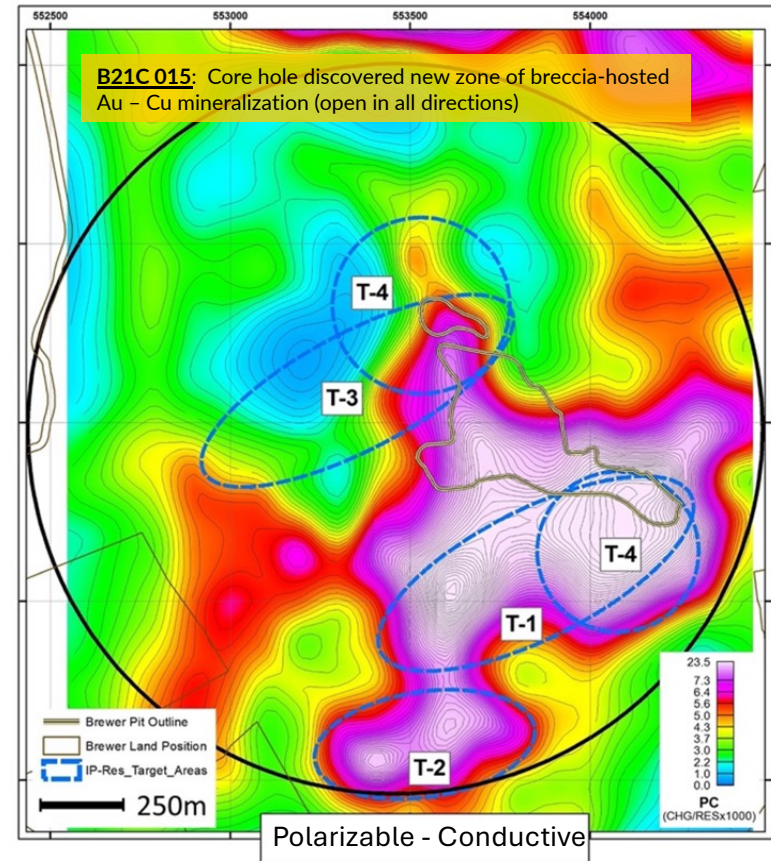 552500 553000 553500 554000
B21C 015: Core hole discovered new zone of breccia-hosted
Au – Cu mineralization (open in all directions)
T-4
T-3
T-4
T-1
T-2
Brewer Pit Outline
Brewer Land Position
IP-Res_Target_Areas
250m
23.5
7.3
6.4
5.6
5.0
4.3
3.7
3.0
2.2
1.0
0.0
PC
(CHG/RESx1000)
Polarizable - Conductive